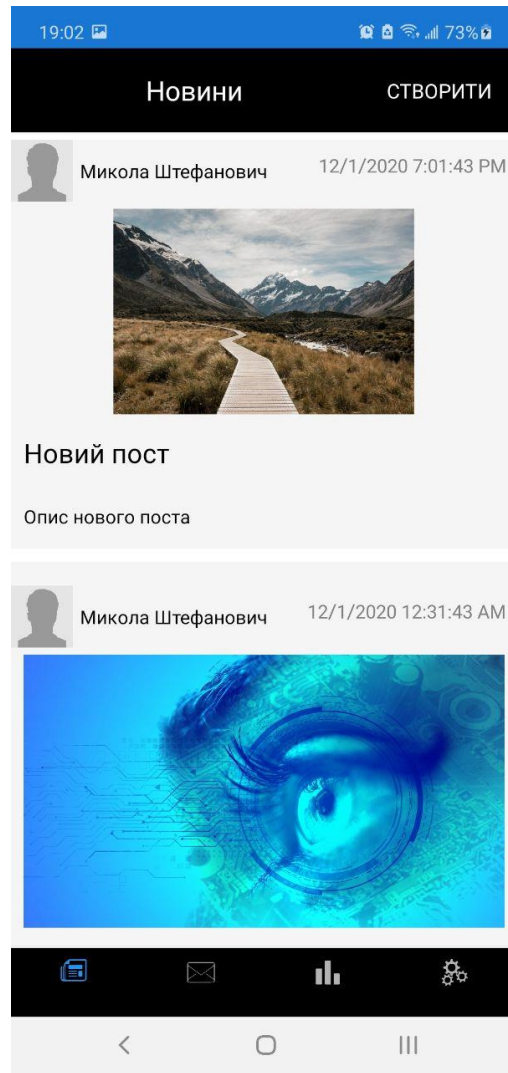 19:02 73%
Новини СТВОРИТИ
Микола Штефанович 12/1/2020 7:01:43 PM
Новий пост
Опис нового поста
Микола Штефанович 12/1/2020 12:31:43 AM